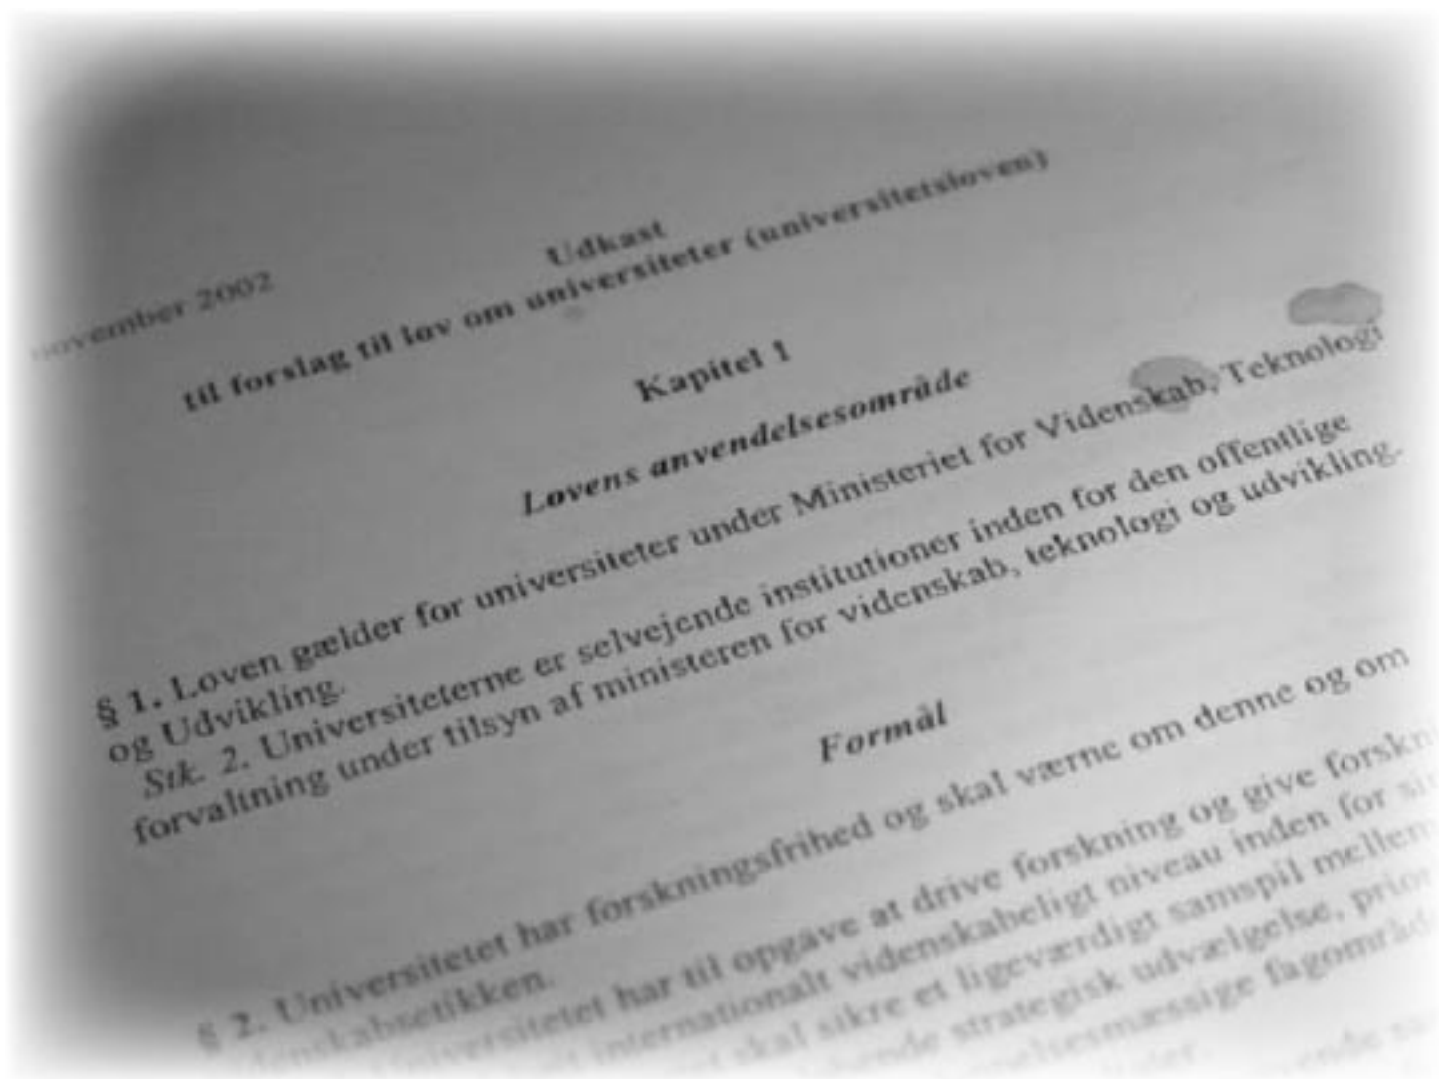 november 2002
Udkast
til forslag til lov om universiteter (universitetsloven)
Kapitel 1
Lovens anvendelsesområde
§ 1. Loven gælder for universiteter under Ministeriet for Videnskab, Teknologi
og Udvikling.
Stk. 2. Universiteterne er selvejende institutioner inden for den offentlige
forvaltning under tilsyn af ministeren for videnskab, teknologi og udvikling.
Formål
§ 2. Universitetet har forskningsfrihed og skal værne om denne og om
denskabsetikken.
universitetet har til opgave at drive forskning og give forskn
internationalt videnskabeligt niveau inden for
skal sikre et ligeværdigt samspil mellem
strategisk udvælgelse, prior
fagområd